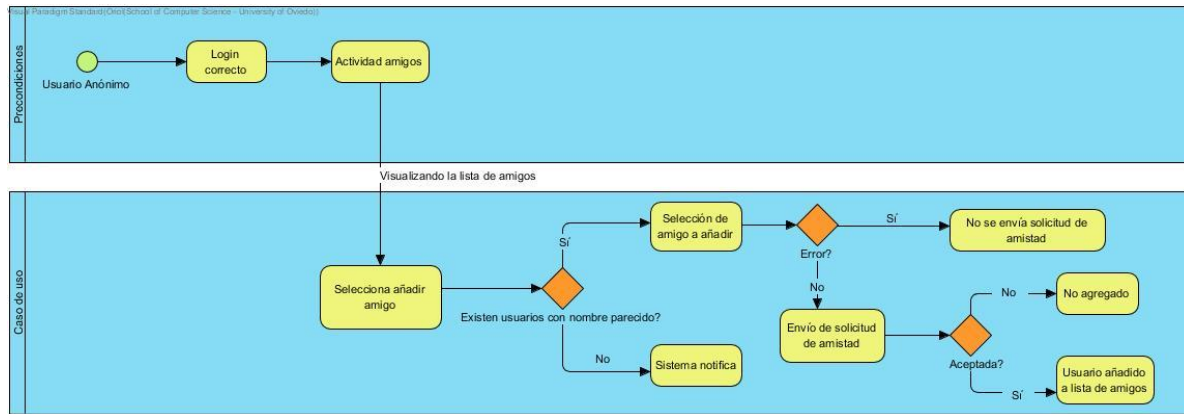 Visual Paradigm Standard(Oriol(School of Computer Science - University of Oviedo))
Precondiciones
Usuario Anónimo
Login
correcto
Actividad amigos
Visualizando la lista de amigos
Caso de uso
Selecciona añadir
amigo
Existen usuarios con nombre parecido?
Sí
Selección de
amigo a añadir
Error?
Sí
No se envía solicitud de
amistad
No
Envío de solicitud
de amistad
Aceptada?
No
No agregado
Sí
Usuario añadido
a lista de amigos
No
Sistema notifica